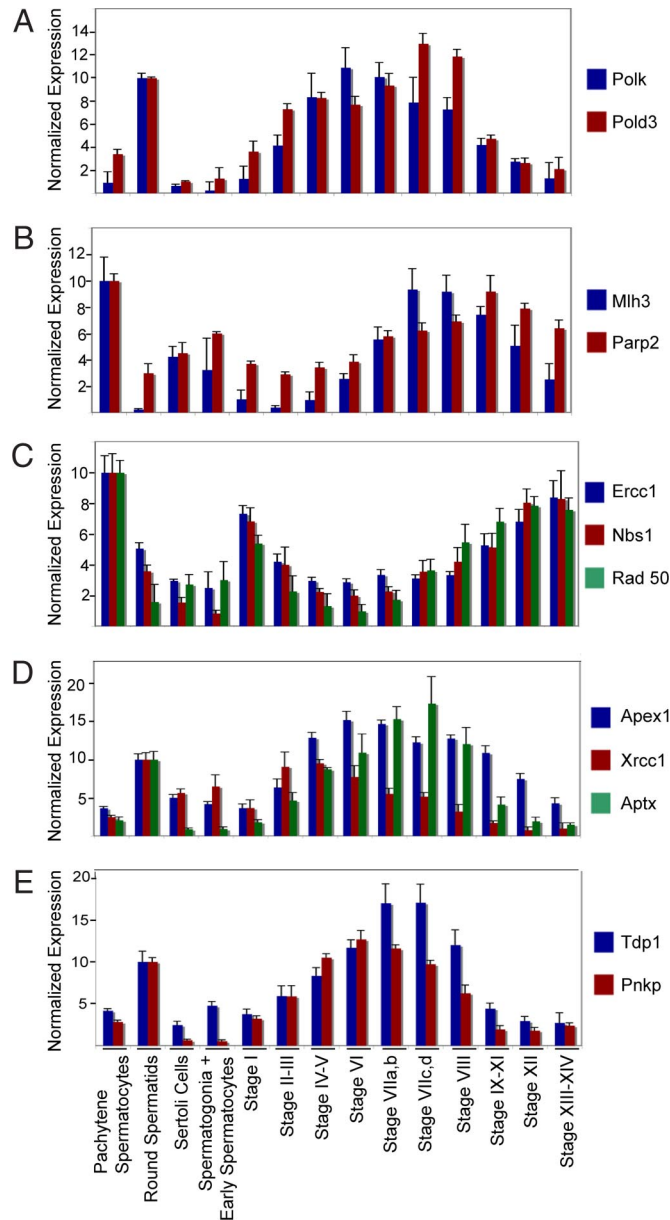 A
Normalized Expression
14
12
10
8
6
4
2
Polk
Pold3
B
Normalized Expression
12
10
8
6
4
2
Mlh3
Parp2
C
Normalized Expression
10
8
6
4
2
Ercc1
Nbs1
Rad 50
D
Normalized Expression
20
15
10
5
Apex1
Xrcc1
Aptx
E
Normalized Expression
20
15
10
5
Tdp1
Pnkp
Pachytene
Spermatocytes
Round Spermatids
Sertoli Cells
Spermatogonia +
Early Spermatocytes
Stage I
Stage II-III
Stage IV-V
Stage VI
Stage VIIa,b
Stage VIIc,d
Stage VIII
Stage IX-XI
Stage XII
Stage XIII-XIV